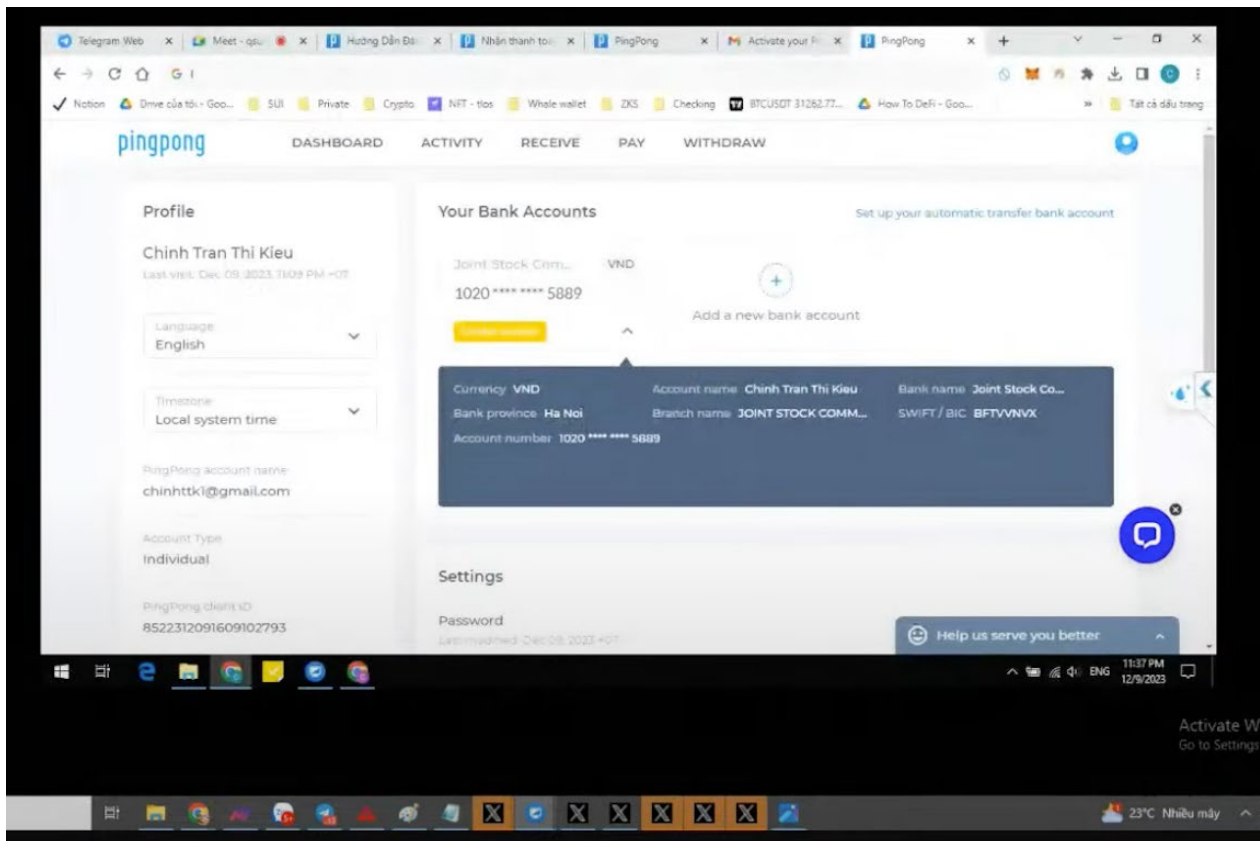 Telegram Web
Meet - qsu
Hướng Dẫn Đă
Nhận thanh toá
PingPong
Activate your P
PingPong
G I
Notion
Drive của tôi - Goo...
SUI
Private
Crypto
NFT - tlos
Whale wallet
ZKS
Checking
BTCUSDT 31262.77...
How To DeFi - Goo...
Tất cả dấu trang
pingpong
DASHBOARD
ACTIVITY
RECEIVE
PAY
WITHDRAW
Profile
Chinh Tran Thi Kieu
Last visit: Dec 09, 2023, 11:09 PM +07
Language
English
Timezone
Local system time
PingPong account name
chinhttk1@gmail.com
Account Type
Individual
PingPong client ID
8522312091609102793
Your Bank Accounts
Set up your automatic transfer bank account
Joint Stock Com...
VND
1020 **** **** 5889
Add a new bank account
Currency VND
Account name Chinh Tran Thi Kieu
Bank name Joint Stock Co...
Bank province Ha Noi
Branch name JOINT STOCK COMM...
SWIFT / BIC BFTVVNVX
Account number 1020 **** **** 5889
Settings
Password
Last modified: Dec 09, 2023 +07
Help us serve you better
ENG
11:37 PM
12/9/2023
Activate W
Go to Settings
23°C Nhiều mây